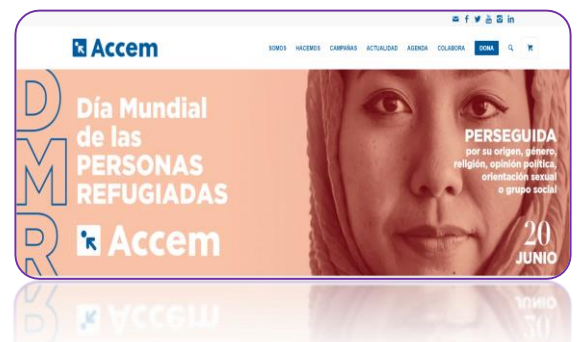 Accem
SOMOS HACEMOS CAMPAÑAS ACTUALIDAD AGENDA COLABORA DONA
DMR
Día Mundial
de las
PERSONAS
REFUGIADAS
Accem
PERSEGUIDA
por su origen, género,
religión, opinión política,
orientación sexual
o grupo social
20
JUNIO